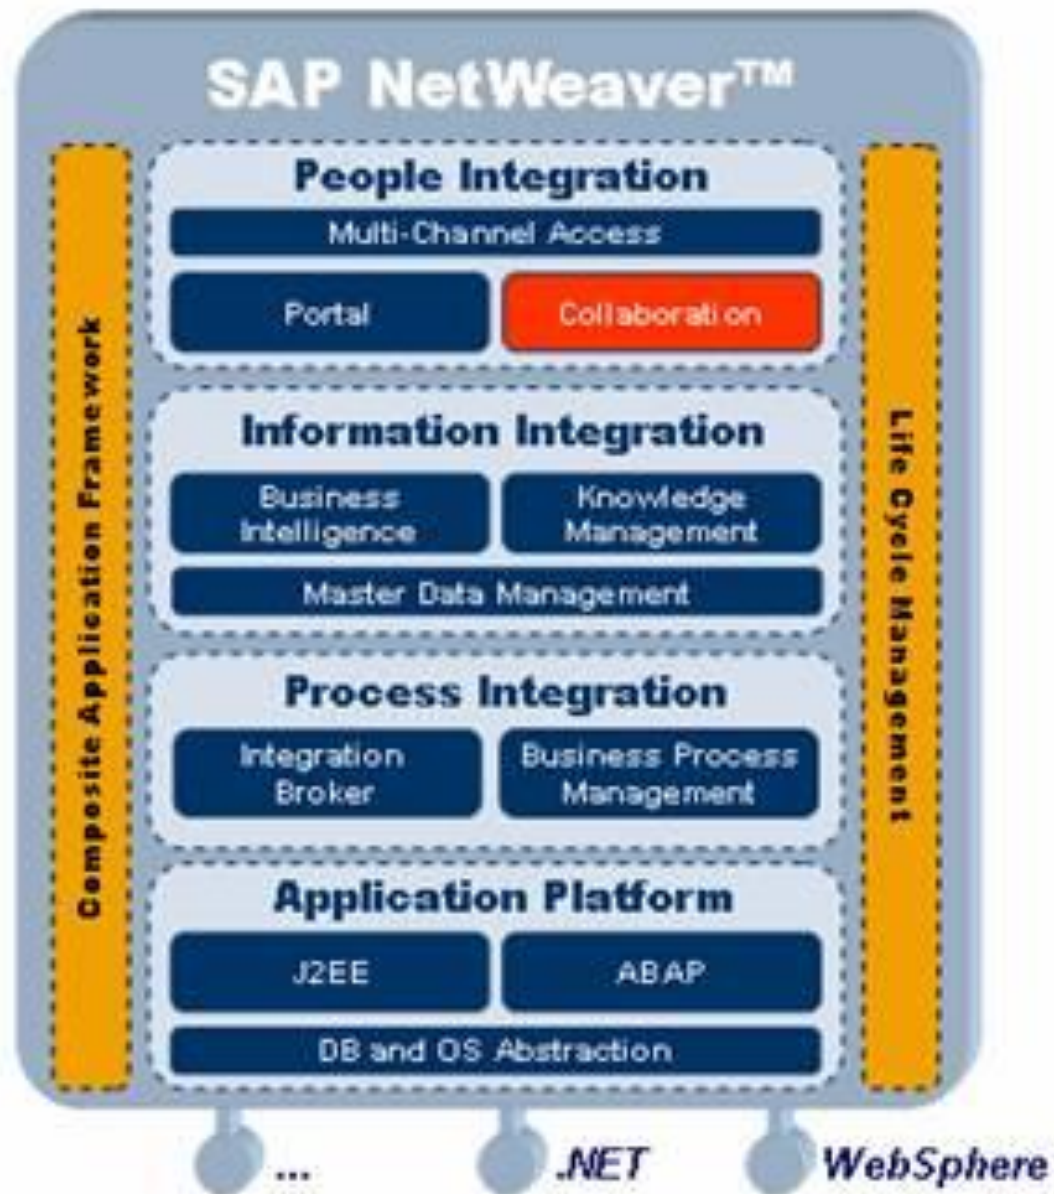 SAP NetWeaver™
People Integration
Multi-Channel Access
Portal
Collaboration
Information Integration
Business
Intelligence
Knowledge
Management
Master Data Management
Process Integration
Integration
Broker
Business Process
Management
Application Platform
J2EE
ABAP
DB and OS Abstraction
Composite Application Framework
Life Cycle Management
...
.NET
WebSphere